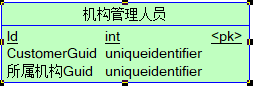 机构管理人员
Id int <pk>
CustomerGuid uniqueidentifier
所属机构Guid uniqueidentifier